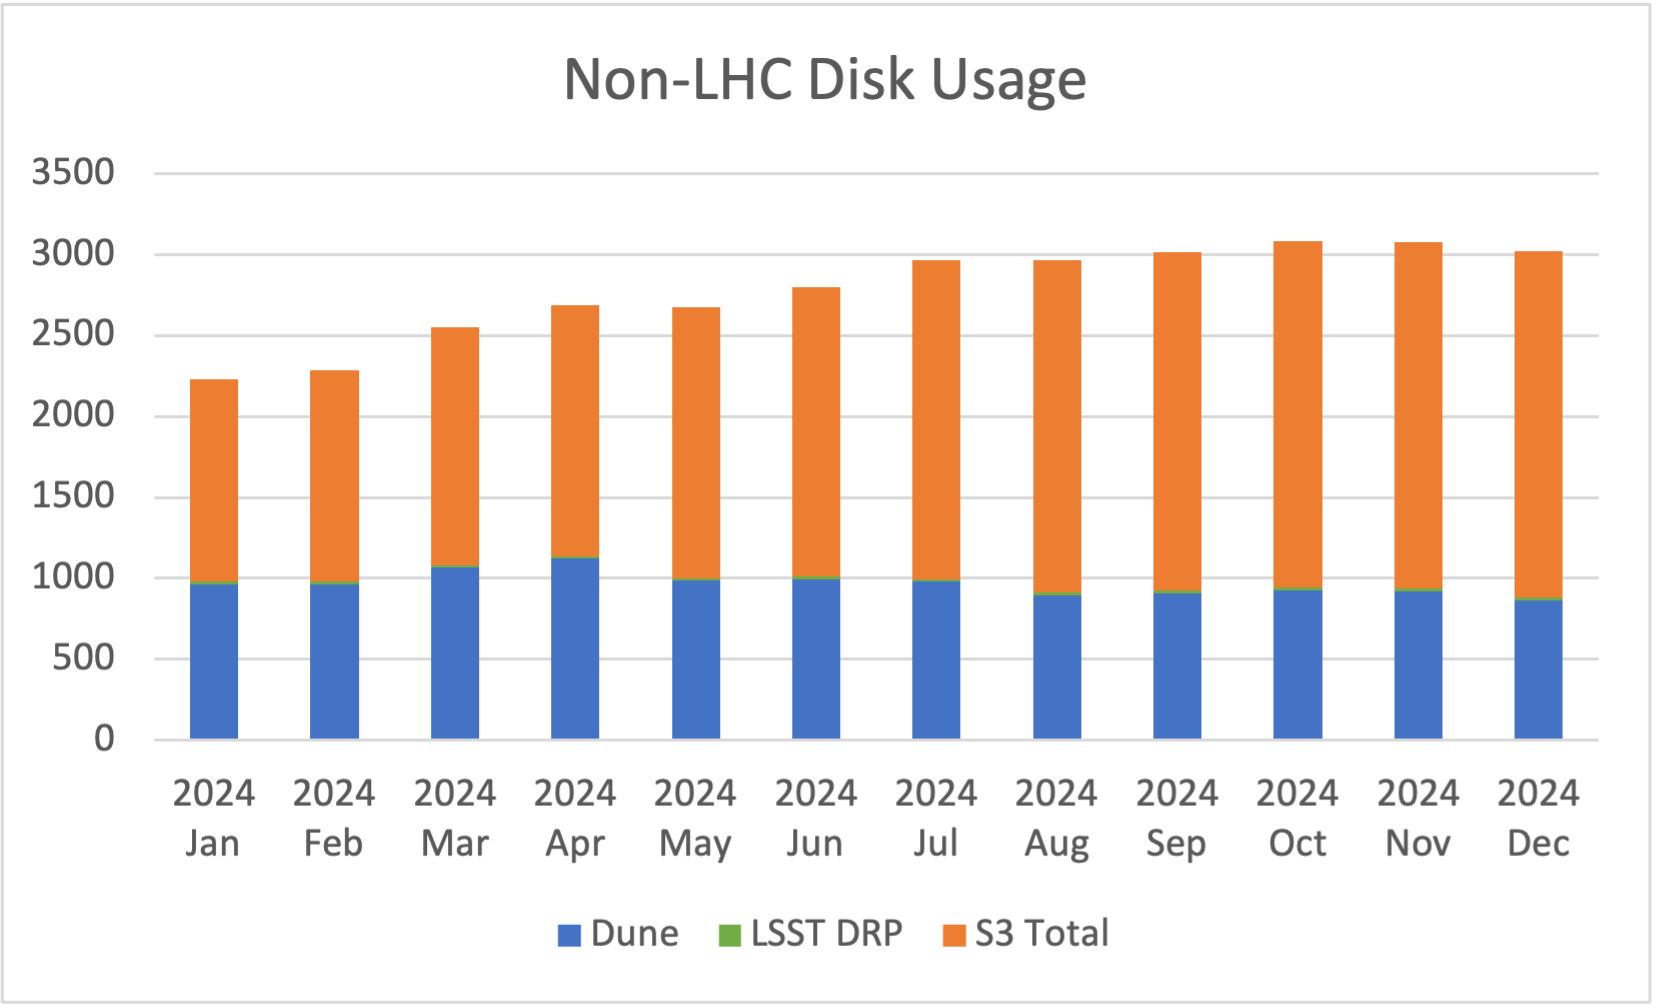 Non-LHC Disk Usage
3500
3000
2500
2000
1500
1000
500
0
2024 2024 2024 2024 2024 2024 2024 2024 2024 2024 2024 2024
Jan Feb Mar Apr May Jun Jul Aug Sep Oct Nov Dec
Dune LSST DRP S3 Total